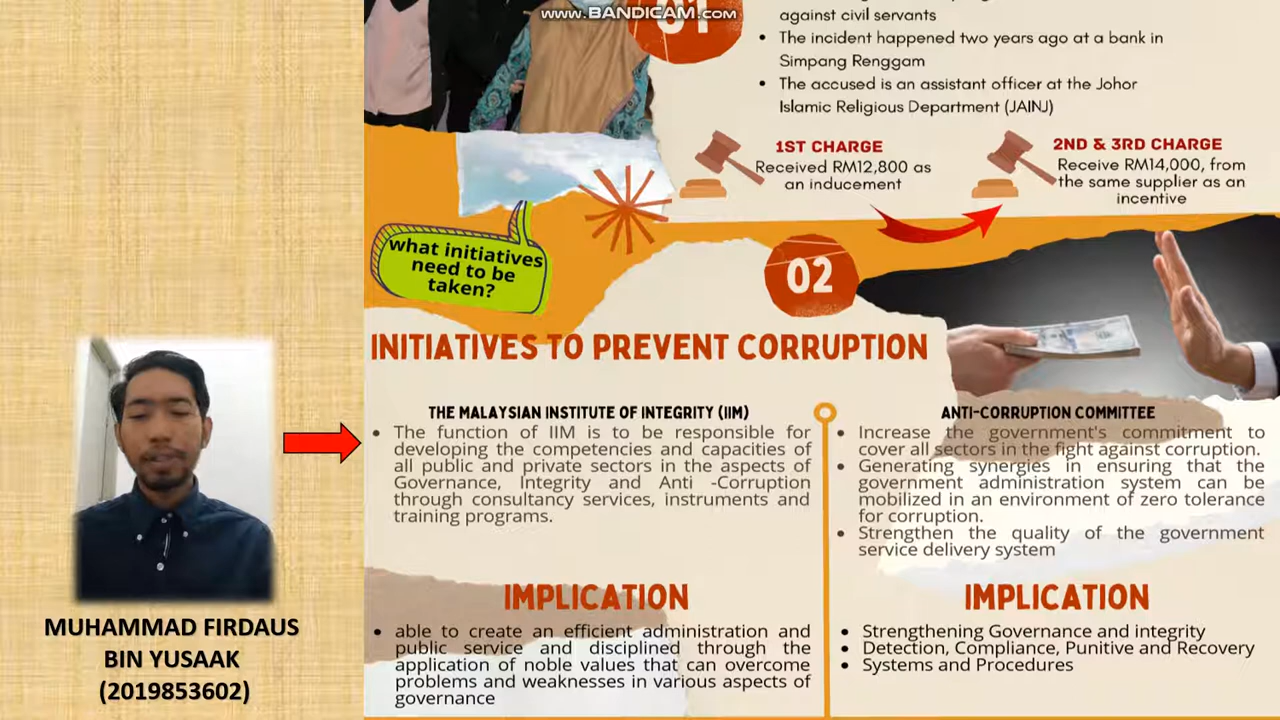 www.BANDICAM.com
01
against civil servants
• The incident happened two years ago at a bank in
Simpang Renggam
• The accused is an assistant officer at the Johor
Islamic Religious Department (JAINJ)
1ST CHARGE
Received RM12,800 as
an inducement
2ND & 3RD CHARGE
Receive RM14,000, from
the same supplier as an
incentive
what initiatives
need to be
taken?
02
INITIATIVES TO PREVENT CORRUPTION
THE MALAYSIAN INSTITUTE OF INTEGRITY (IIM)
• The function of IIM is to be responsible for
developing the competencies and capacities of
all public and private sectors in the aspects of
Governance, Integrity and Anti -Corruption
through consultancy services, instruments and
training programs.
ANTI-CORRUPTION COMMITTEE
• Increase the government's commitment to
cover all sectors in the fight against corruption.
• Generating synergies in ensuring that the
government administration system can be
mobilized in an environment of zero tolerance
for corruption.
• Strengthen the quality of the government
service delivery system
IMPLICATION
• able to create an efficient administration and
public service and disciplined through the
application of noble values that can overcome
problems and weaknesses in various aspects of
governance
IMPLICATION
• Strengthening Governance and integrity
• Detection, Compliance, Punitive and Recovery
• Systems and Procedures
MUHAMMAD FIRDAUS
BIN YUSAAK
(2019853602)